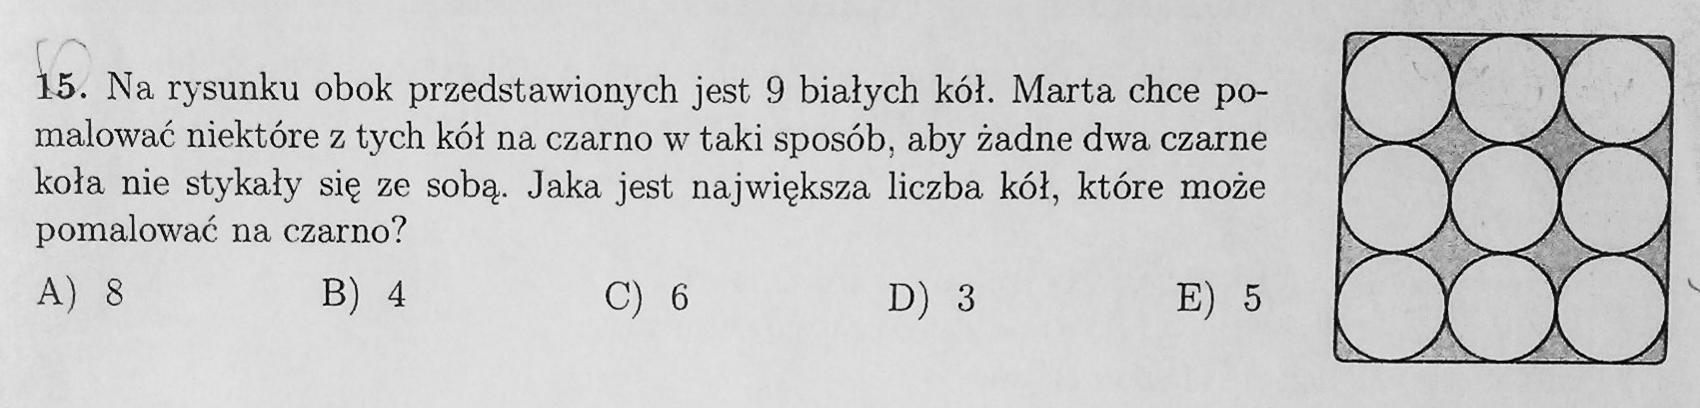 15. Na rysunku obok przedstawionych jest 9 białych kół. Marta chce po-
malować niektóre z tych kół na czarno w taki sposób, aby żadne dwa czarne
koła nie stykały się ze sobą. Jaka jest największa liczba kół, które może
pomalować na czarno?
A) 8 B) 4 C) 6 D) 3 E) 5